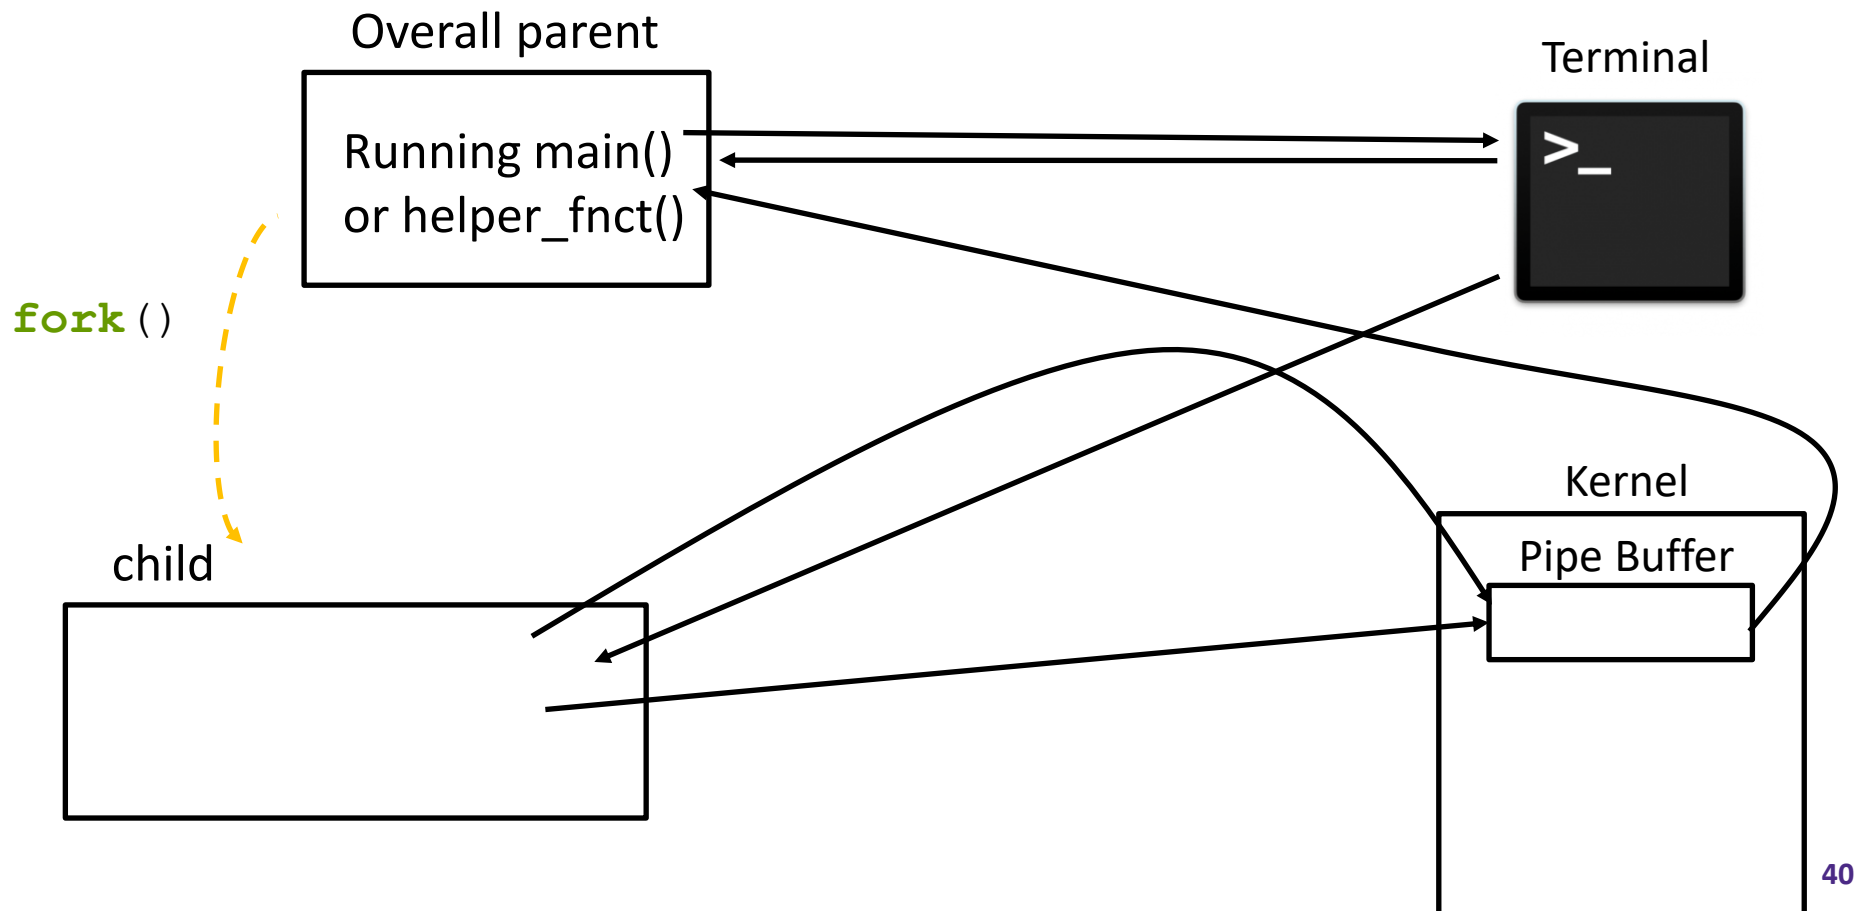 Overall parent
Terminal
Running main()
or helper_fnct()
>_
fork()
Kernel
Pipe Buffer
child
40